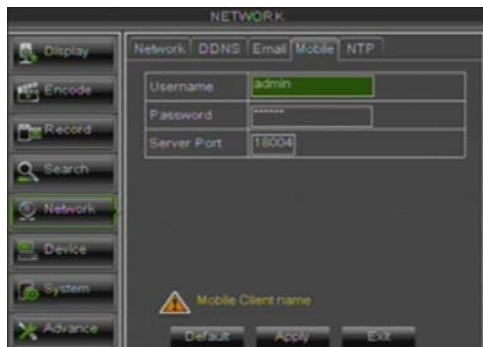 NETWORK
Display
Encode
Record
Search
Network
Device
System
Advance
Network DDNS Email Mobile NTP
Username admin
Password ******
Server Port 18004
Mobile Client name
Default Apply Exit